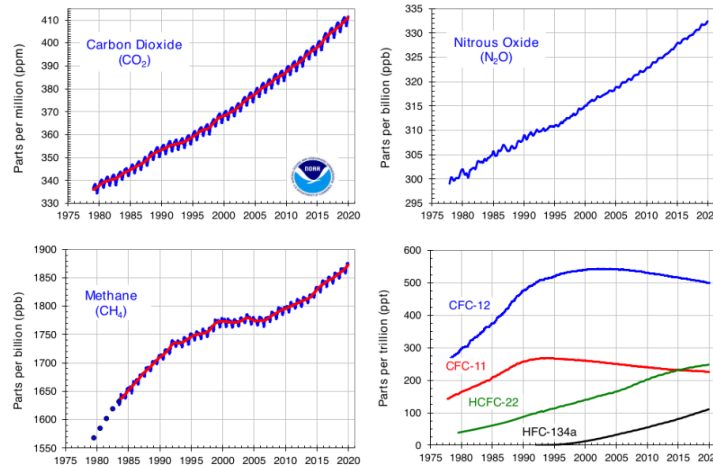 Carbon Dioxide
(CO₂)
Parts per million (ppm)
410
400
390
380
370
360
350
340
330
1975 1980 1985 1990 1995 2000 2005 2010 2015 2020
NOAA
Nitrous Oxide
(N₂O)
Parts per billion (ppb)
335
330
325
320
315
310
305
300
295
1975 1980 1985 1990 1995 2000 2005 2010 2015 2020
Methane
(CH₄)
Parts per billion (ppb)
1900
1850
1800
1750
1700
1650
1600
1550
1975 1980 1985 1990 1995 2000 2005 2010 2015 2020
Parts per trillion (ppt)
600
500
400
300
200
100
0
CFC-12
CFC-11
HCFC-22
HFC-134a
1975 1980 1985 1990 1995 2000 2005 2010 2015